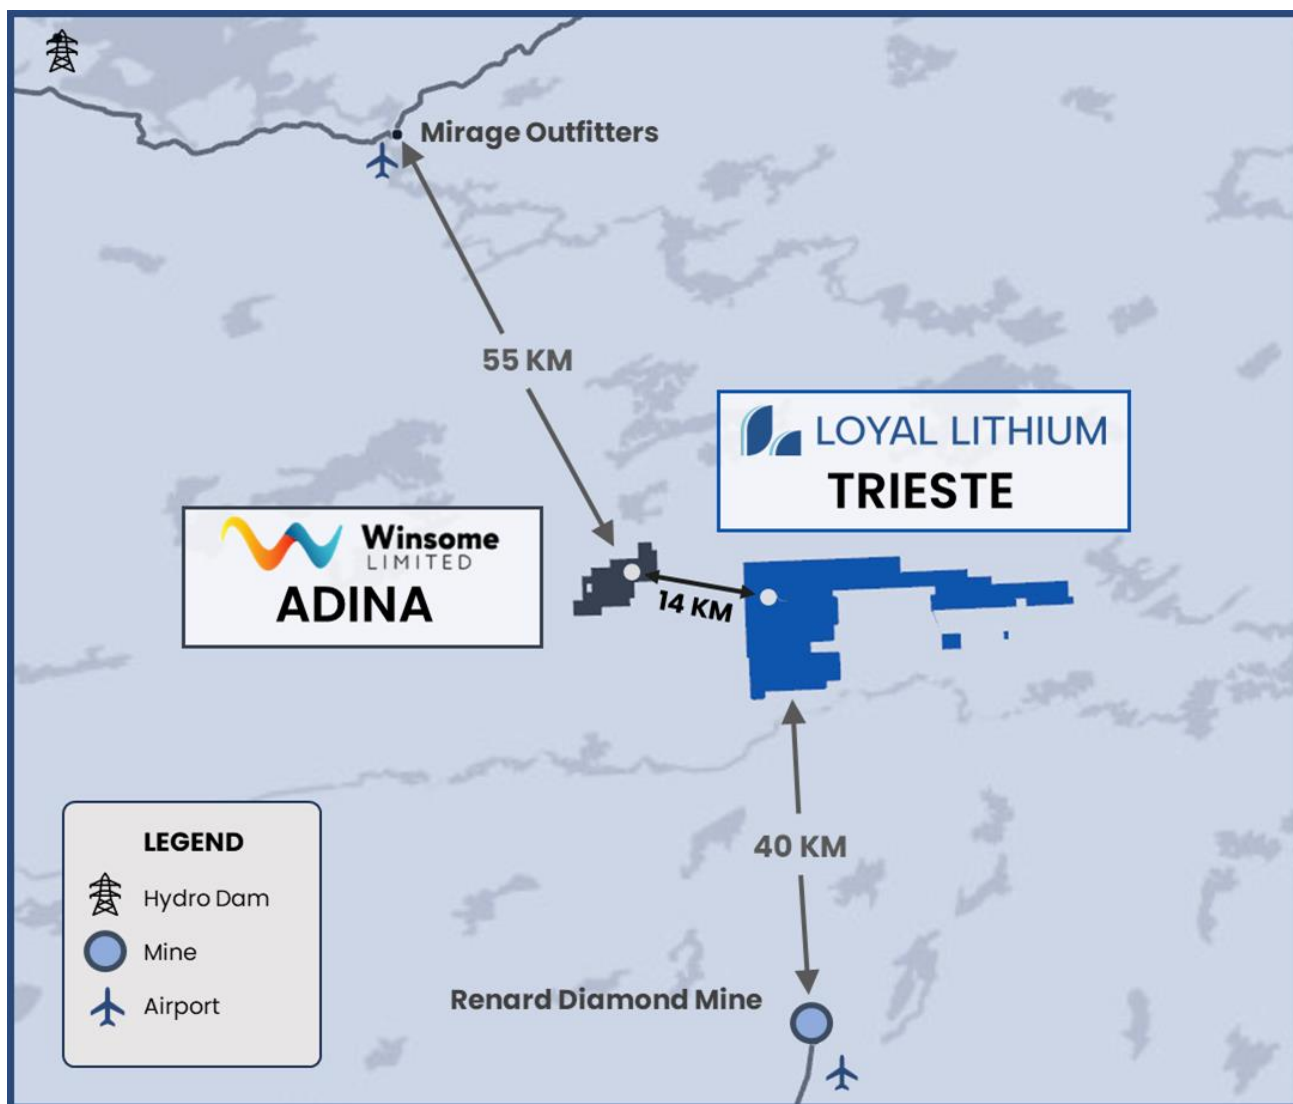 Mirage Outfitters
55 KM
LOYAL LITHIUM
TRIESTE
Winsome
LIMITED
ADINA
14 KM
LEGEND
Hydro Dam
Mine
Airport
40 KM
Renard Diamond Mine